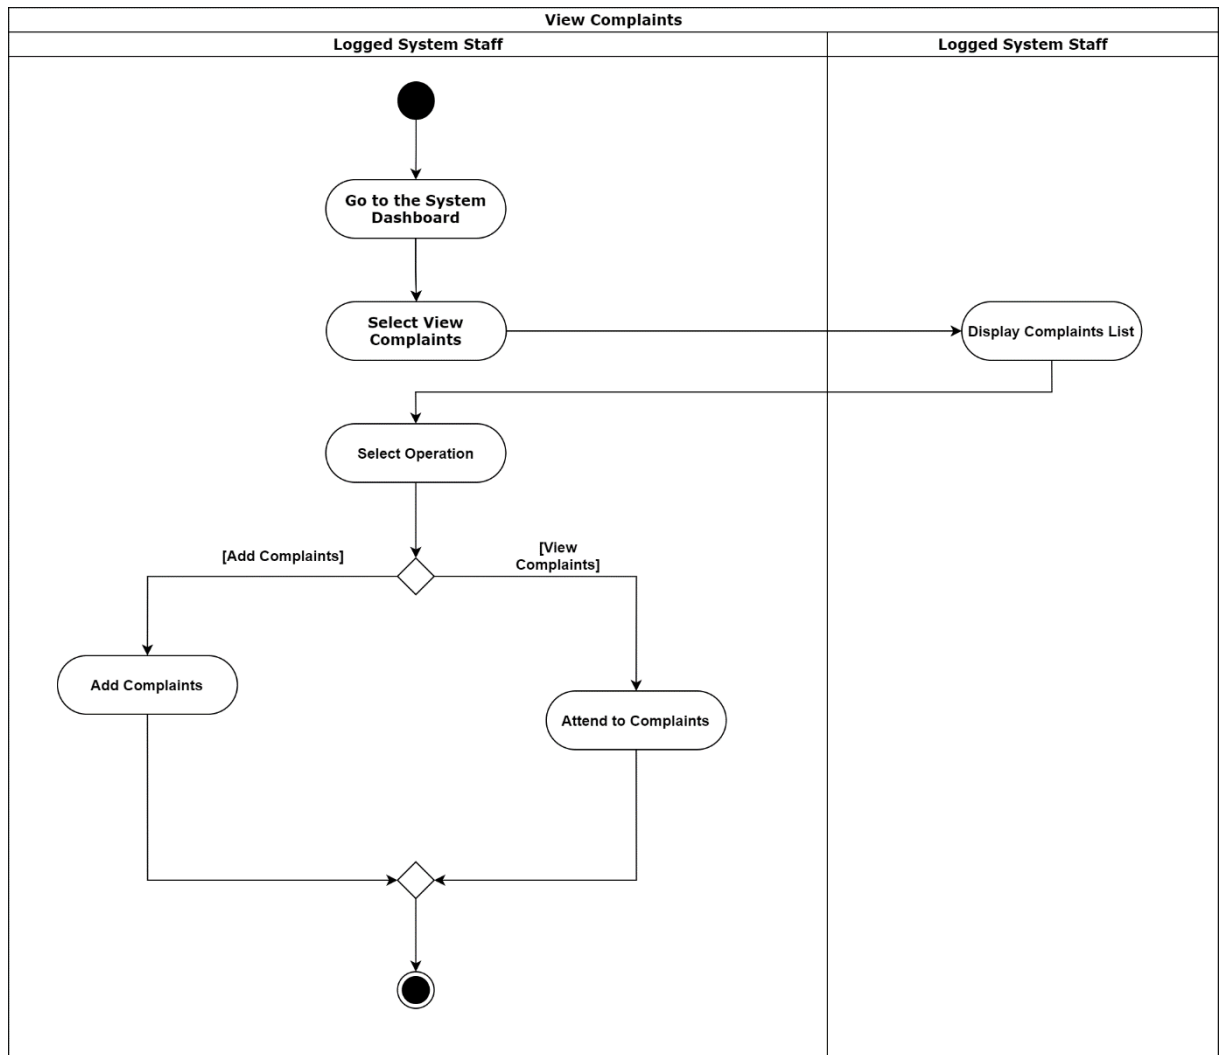 View Complaints
Logged System Staff
Logged System Staff
Go to the System
Dashboard
Select View
Complaints
Display Complaints List
Select Operation
[Add Complaints]
[View
Complaints]
Add Complaints
Attend to Complaints